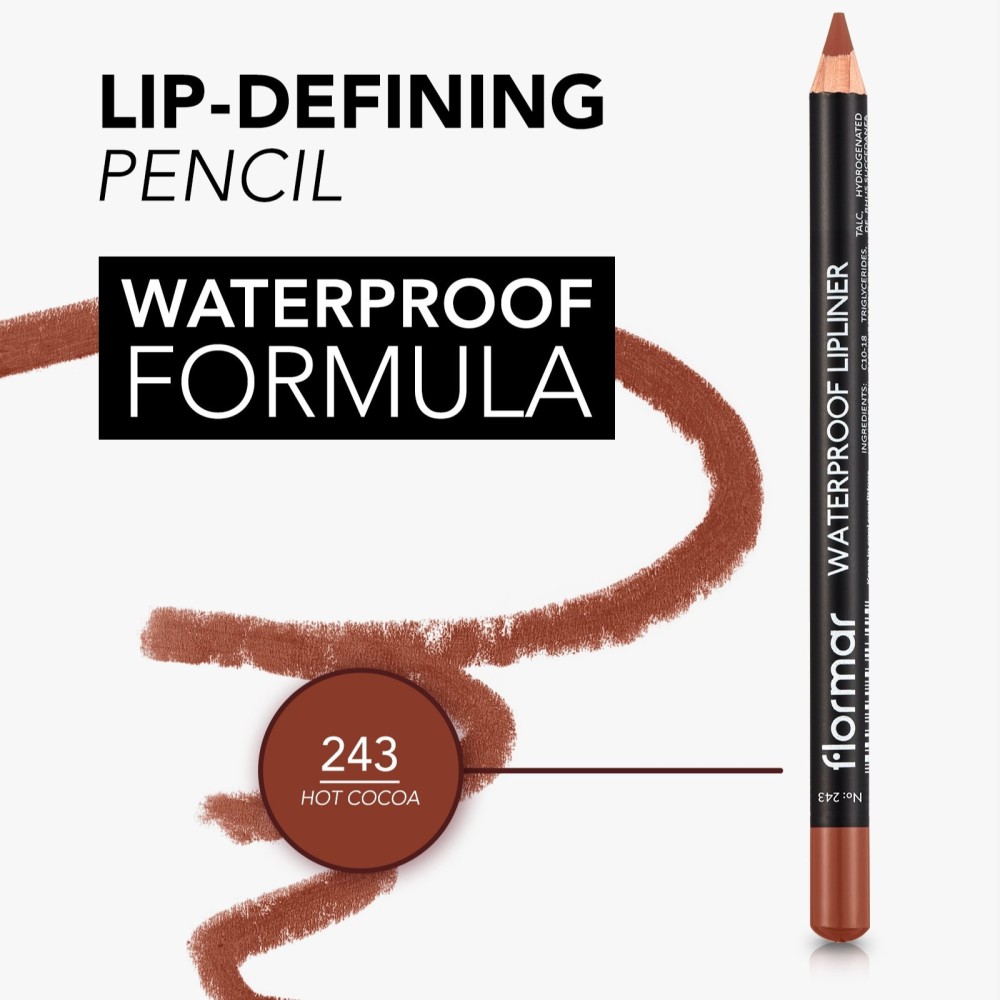 LIP-DEFINING
PENCIL
WATERPROOF
FORMULA
243
HOT COCOA
flormar WATERPROOF LIPLINER
No: 243
INGREDIENTS: C10-18 TRIGLYCERIDES, TALC, HYDROGENATED